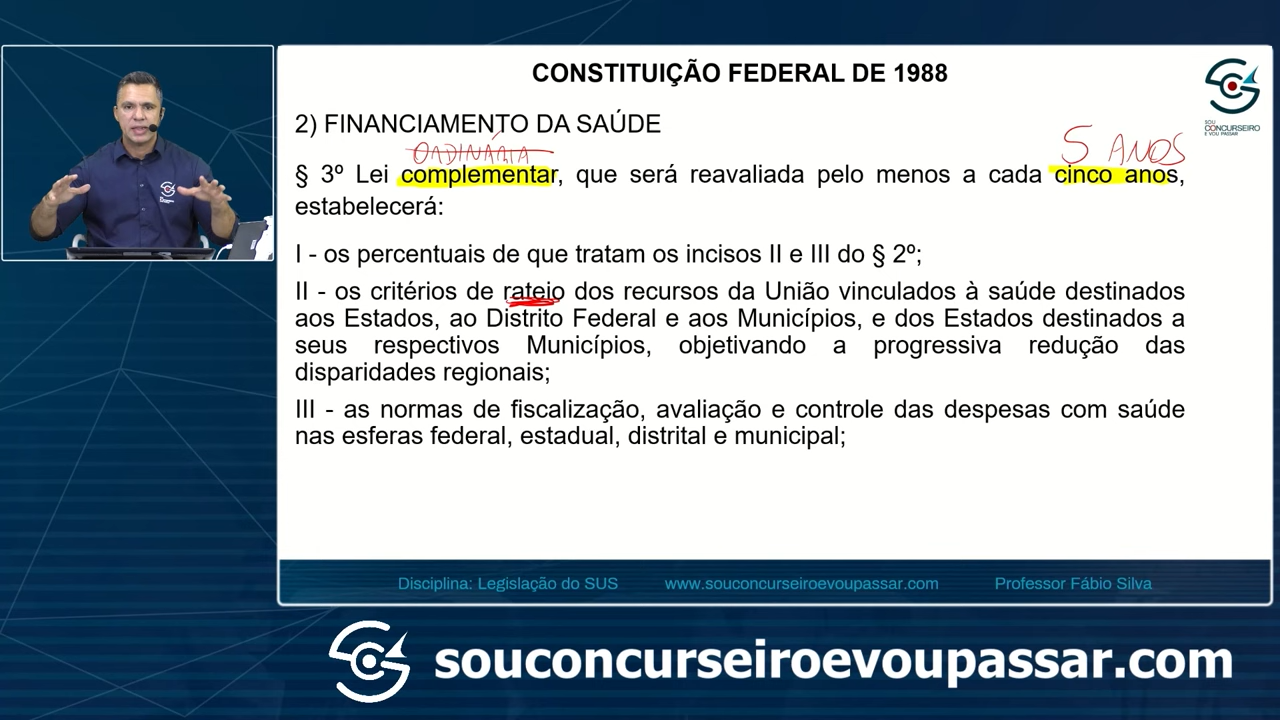 CONSTITUIÇÃO FEDERAL DE 1988
SOU
CONCURSEIRO
E VOU PASSAR
2) FINANCIAMENTO DA SAÚDE
ORDINÁRIA
5 ANOS
§ 3º Lei complementar, que será reavaliada pelo menos a cada cinco anos,
estabelecerá:
I - os percentuais de que tratam os incisos II e III do § 2º;
II - os critérios de rateio dos recursos da União vinculados à saúde destinados
aos Estados, ao Distrito Federal e aos Municípios, e dos Estados destinados a
seus respectivos Municípios, objetivando a progressiva redução das
disparidades regionais;
III - as normas de fiscalização, avaliação e controle das despesas com saúde
nas esferas federal, estadual, distrital e municipal;
Disciplina: Legislação do SUS www.souconcurseiroevoupassar.com Professor Fábio Silva
souconcurseiroevoupassar.com